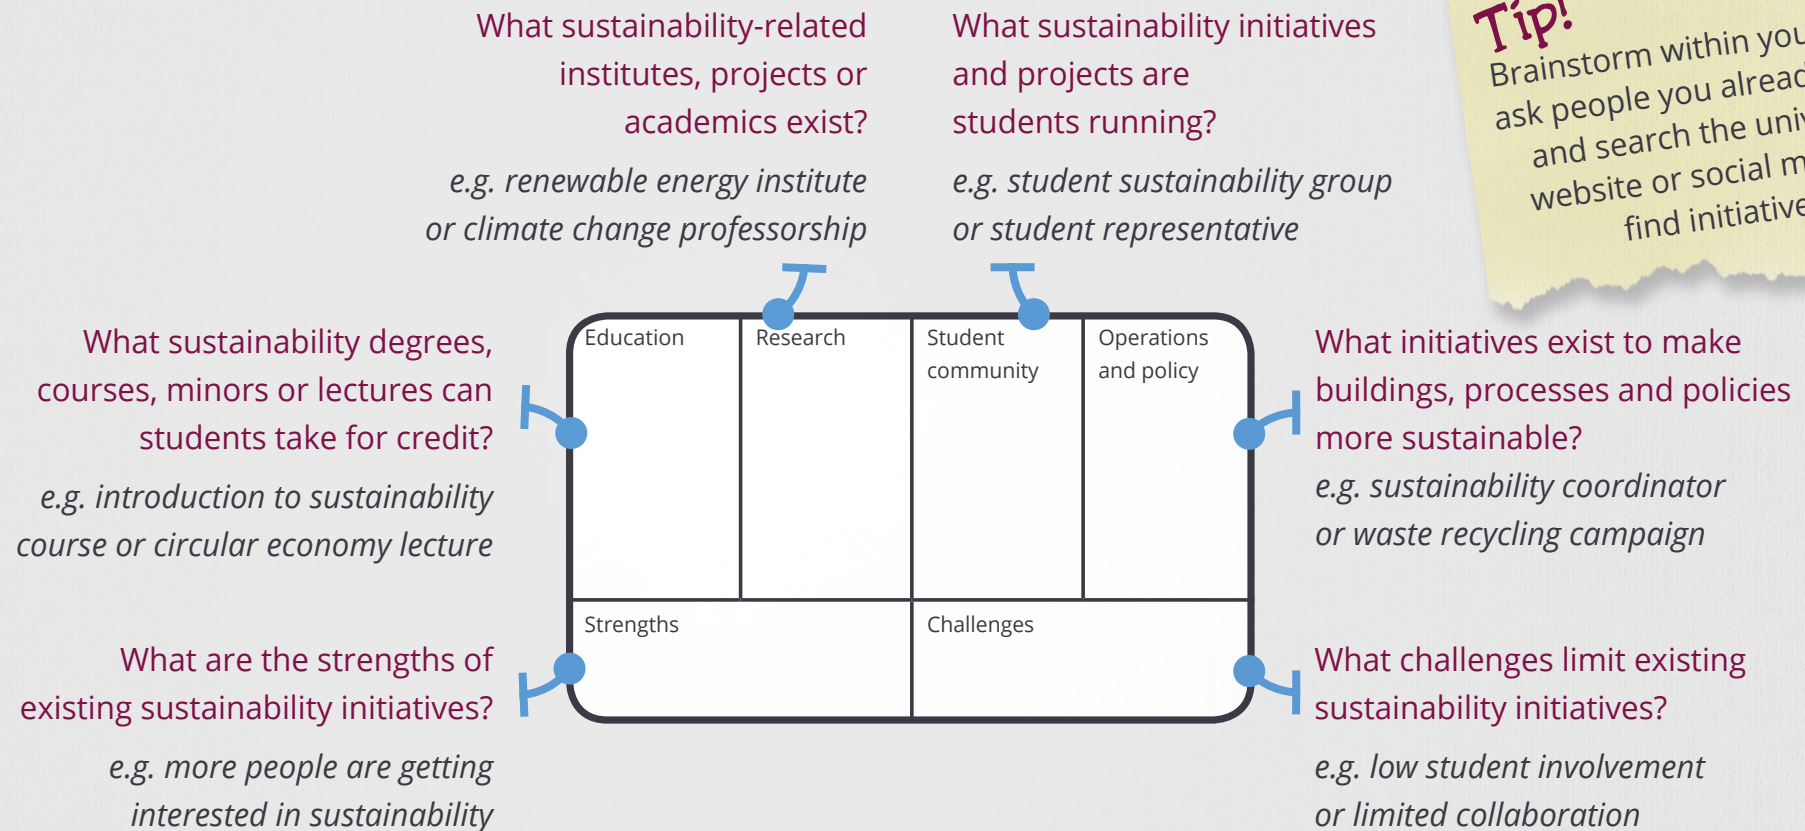 What sustainability-related
institutes, projects or
academics exist?
e.g. renewable energy institute
or climate change professorship
What sustainability initiatives
and projects are
students running?
e.g. student sustainability group
or student representative
Tip!
Brainstorm within
ask people you
and search the
website or social
find
What sustainability degrees,
courses, minors or lectures can
students take for credit?
e.g. introduction to sustainability
course or circular economy lecture
Education
Research
Student
community
Operations
and policy
What initiatives exist to make
buildings, processes and policies
more sustainable?
e.g. sustainability coordinator
or waste recycling campaign
What are the strengths of
existing sustainability initiatives?
e.g. more people are getting
interested in sustainability
Strengths
Challenges
What challenges limit existing
sustainability initiatives?
e.g. low student involvement
or limited collaboration